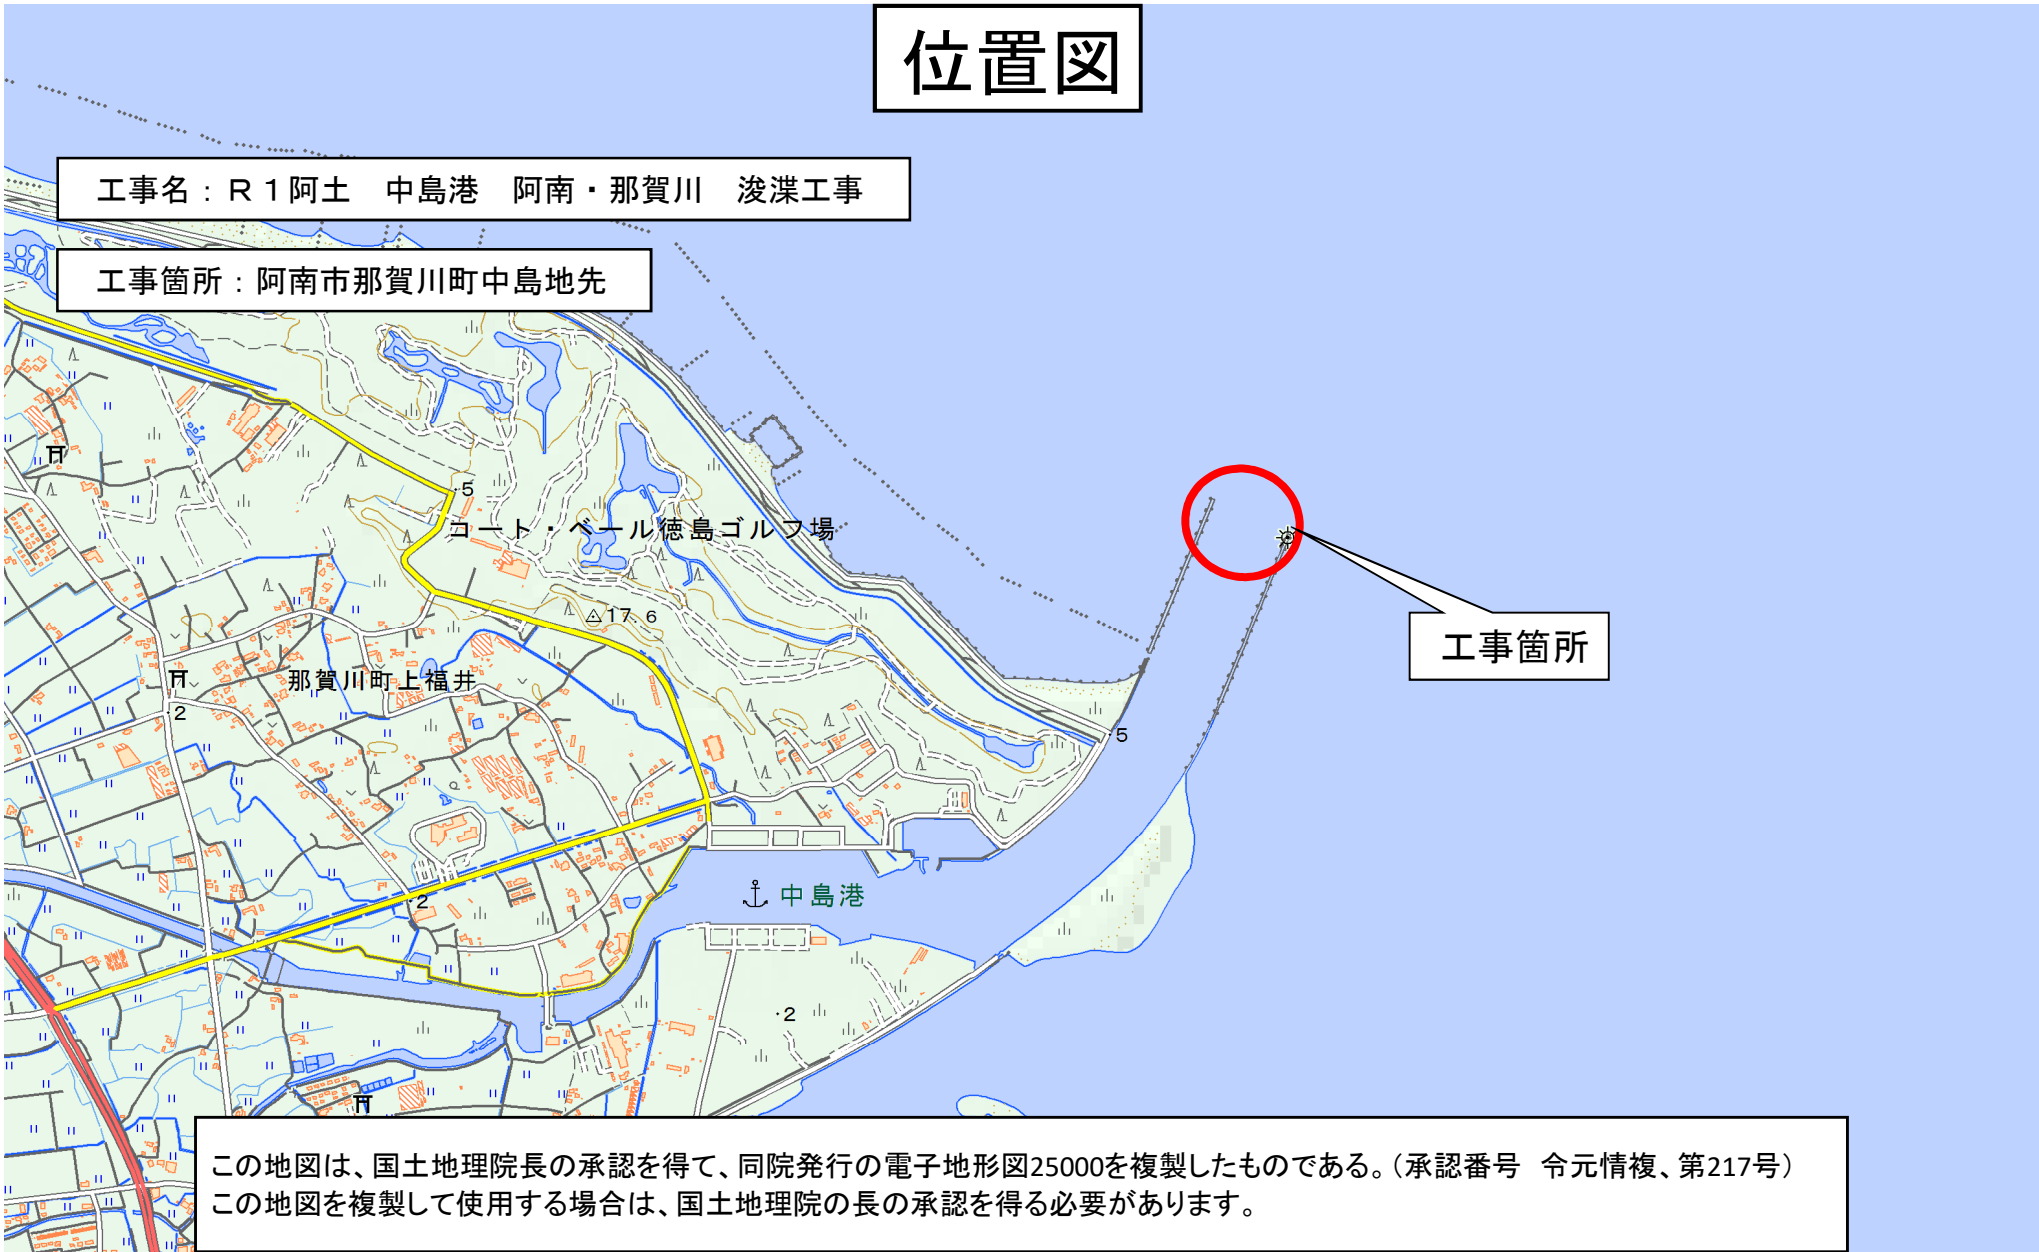 位置図
工事名：Ｒ１阿土　中島港　阿南・那賀川　浚渫工事
工事箇所：阿南市那賀川町中島地先
5
コート・ベール徳島ゴルフ場
17.6
工事箇所
那賀川町上福井
2
5
中島港
2
2
この地図は、国土地理院長の承認を得て、同院発行の電子地形図25000を複製したものである。（承認番号　令元情複、第217号）
この地図を複製して使用する場合は、国土地理院の長の承認を得る必要があります。